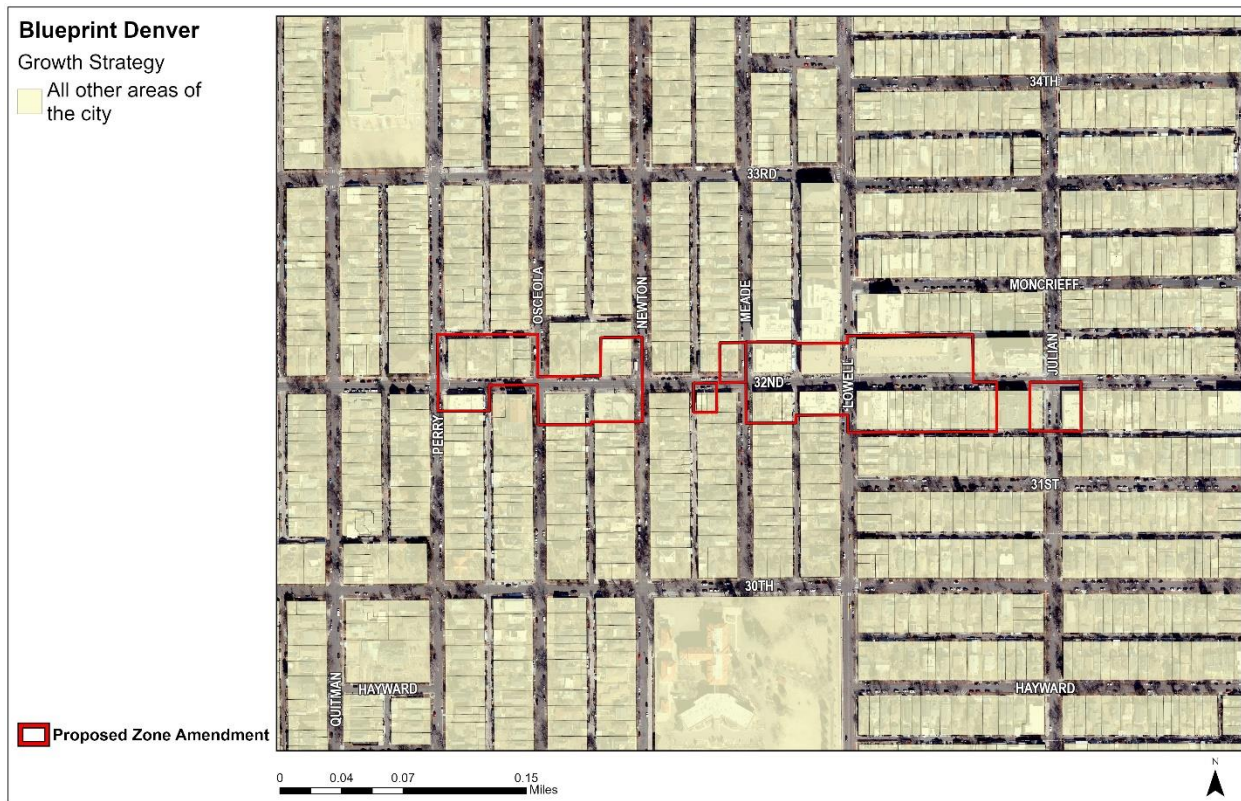 Blueprint Denver
Growth Strategy
All other areas of
the city
34TH
33RD
OSCEOLA
NEWTON
MEADE
MONCRIEFF
32ND
LOWELL
JULIAN
PERRY
31ST
30TH
QUITMAN
HAYWARD
HAYWARD
Proposed Zone Amendment
0 0.04 0.07 0.15
Miles
N